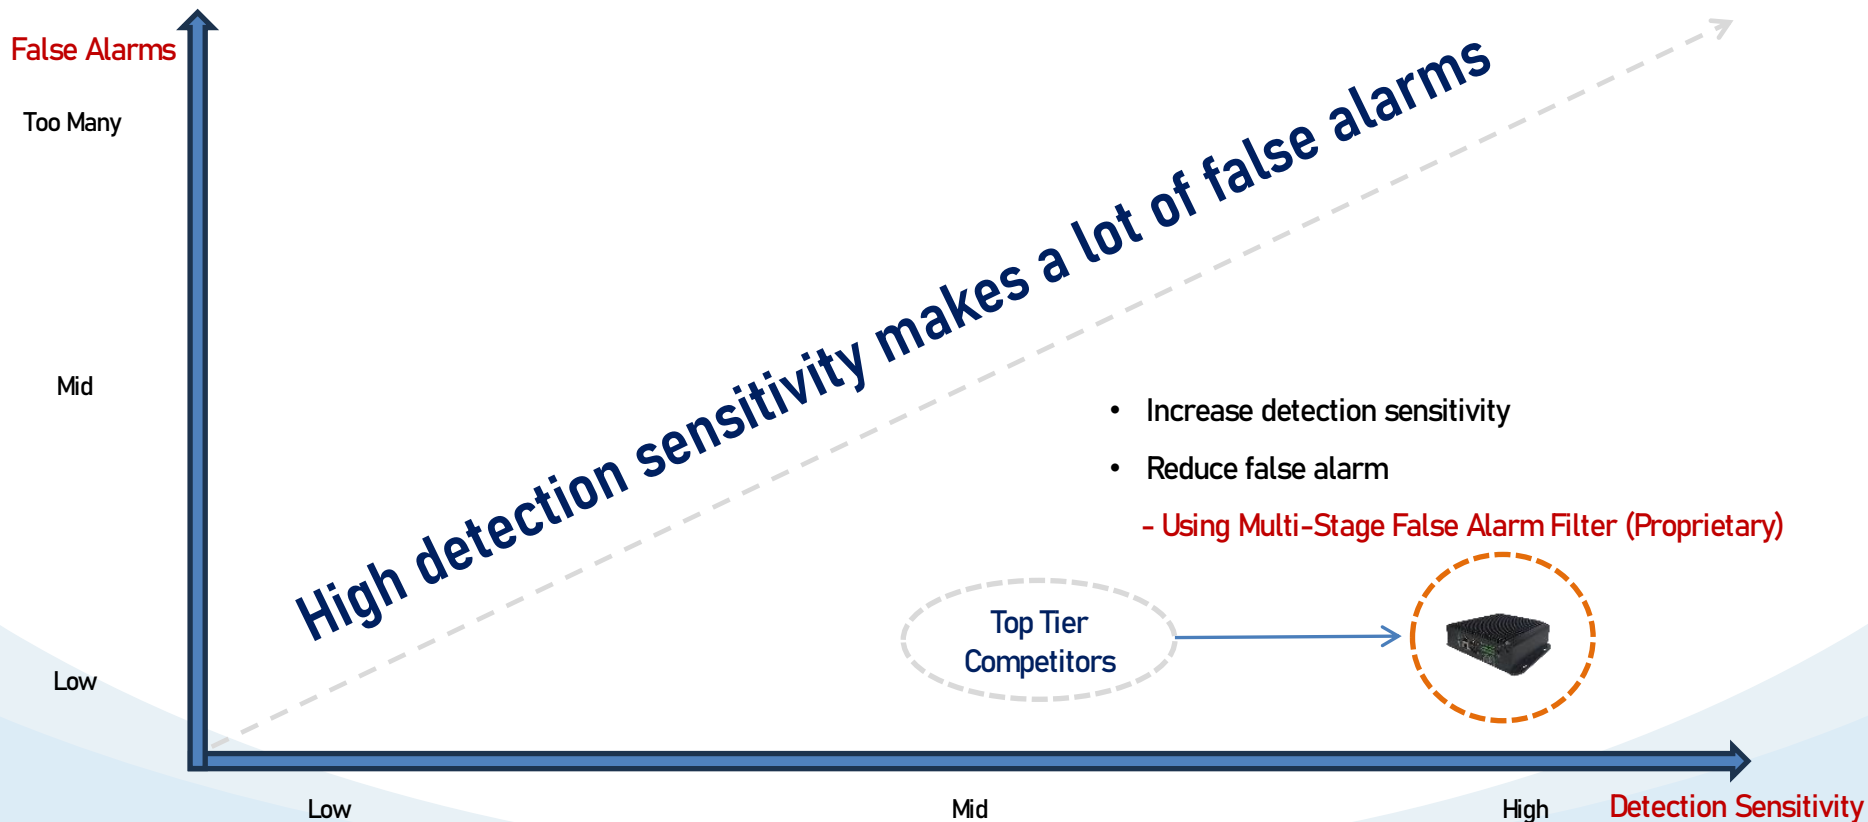 False Alarms
Too Many
High detection sensitivity makes a lot of false alarms
Mid
• Increase detection sensitivity
• Reduce false alarm
- Using Multi-Stage False Alarm Filter (Proprietary)
Top Tier
Competitors
Low
Low
Mid
High
Detection Sensitivity